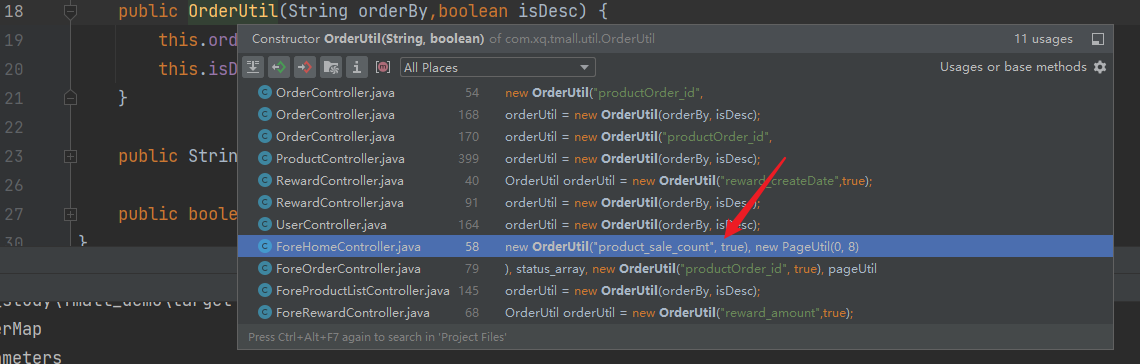 18 public OrderUtil(String orderBy,boolean isDesc) {
Constructor OrderUtil(String, boolean) of com.xq.tmall.util.OrderUtil 11 usages
19 this.ord
All Places Usages or base methods
20 this.isD
OrderController.java 54 new OrderUtil("productOrder_id",
21 }
OrderController.java 168 orderUtil = new OrderUtil(orderBy, isDesc);
22
OrderController.java 170 orderUtil = new OrderUtil("productOrder_id",
23 public Strin
ProductController.java 399 orderUtil = new OrderUtil(orderBy, isDesc);
RewardController.java 40 OrderUtil orderUtil = new OrderUtil("reward_createDate",true);
26
RewardController.java 91 orderUtil = new OrderUtil(orderBy, isDesc);
27 public boole
UserController.java 164 orderUtil = new OrderUtil(orderBy, isDesc);
30 }
ForeHomeController.java 58 new OrderUtil("product_sale_count", true), new PageUtil(0, 8)
ForeOrderController.java 79 ), status_array, new OrderUtil("productOrder_id", true), pageUtil
ForeProductListController.java 145 orderUtil = new OrderUtil(orderBy, isDesc);
ForeRewardController.java 68 OrderUtil orderUtil = new OrderUtil("reward_amount",true);
erMap
Press Ctrl+Alt+F7 again to search in 'Project Files'
ameters